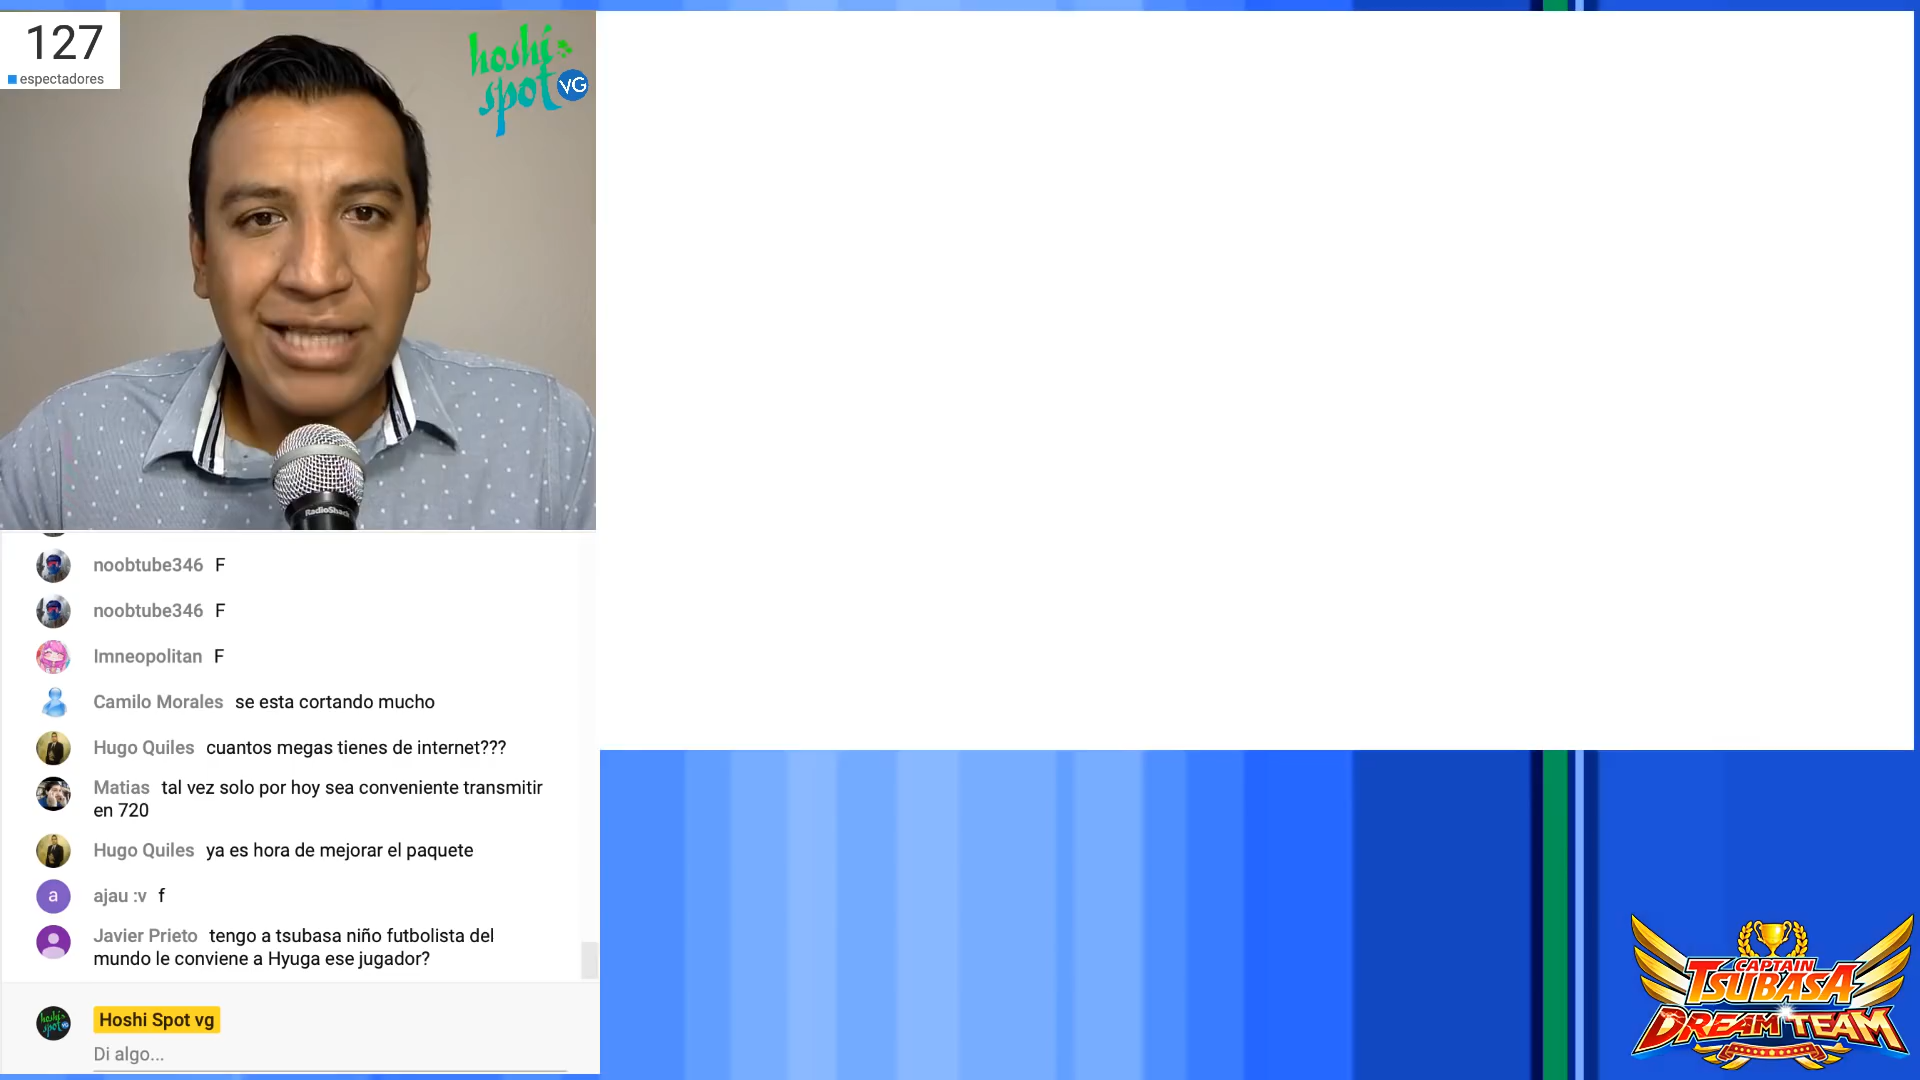 127
espectadores
hoshi
spot
VG
RadioShack
noobtube346 F
noobtube346 F
Imneopolitan F
Camilo Morales se esta cortando mucho
Hugo Quiles cuantos megas tienes de internet???
Matias tal vez solo por hoy sea conveniente transmitir
en 720
Hugo Quiles ya es hora de mejorar el paquete
a
ajau :v f
Javier Prieto tengo a tsubasa niño futbolista del
mundo le conviene a Hyuga ese jugador?
hoshi
spot
Hoshi Spot vg
Di algo...
CAPTAIN
TSUBASA
DREAM TEAM